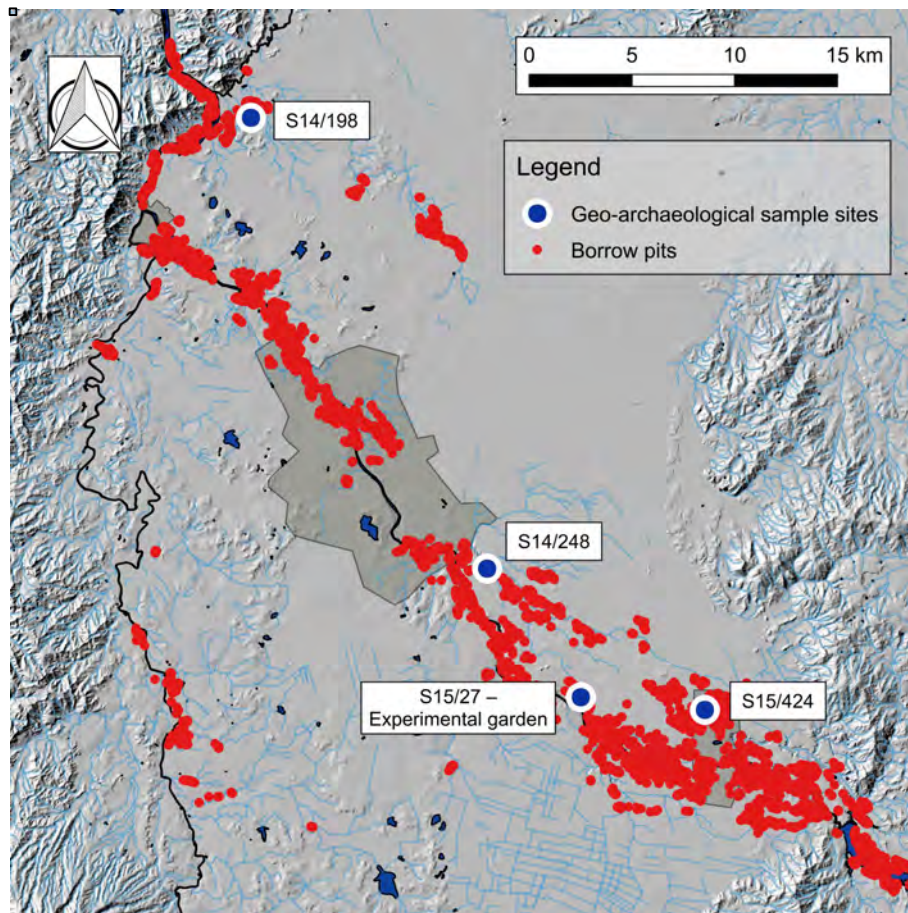 0 5 10 15 km
S14/198
Legend
Geo-archaeological sample sites
Borrow pits
S14/248
S15/27 –
Experimental garden
S15/424